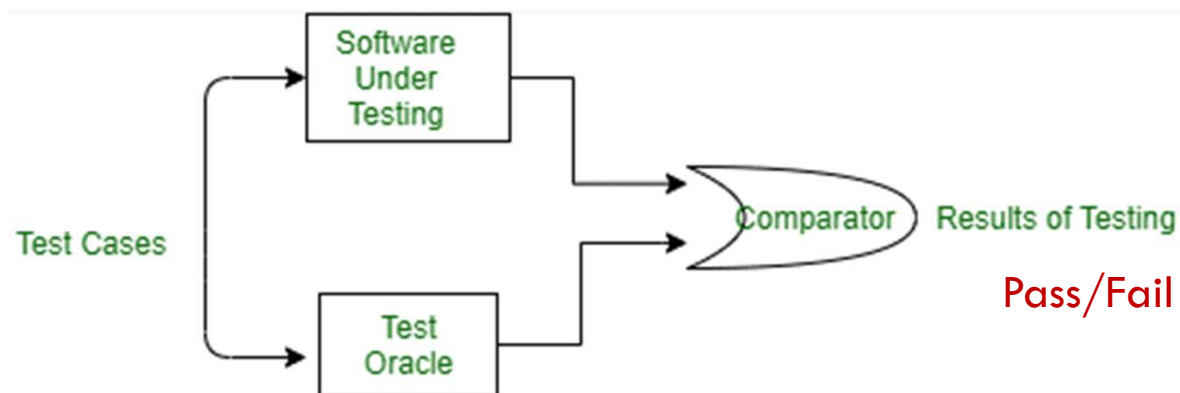 Software
Under
Testing
Test Cases
Comparator
Results of Testing
Pass/Fail
Test
Oracle